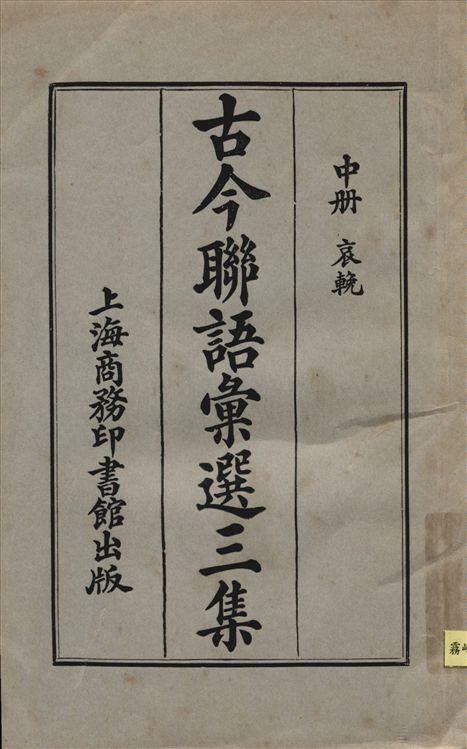 中册 哀輓
古今聯語彙選三集
上海商務印書館出版
霧